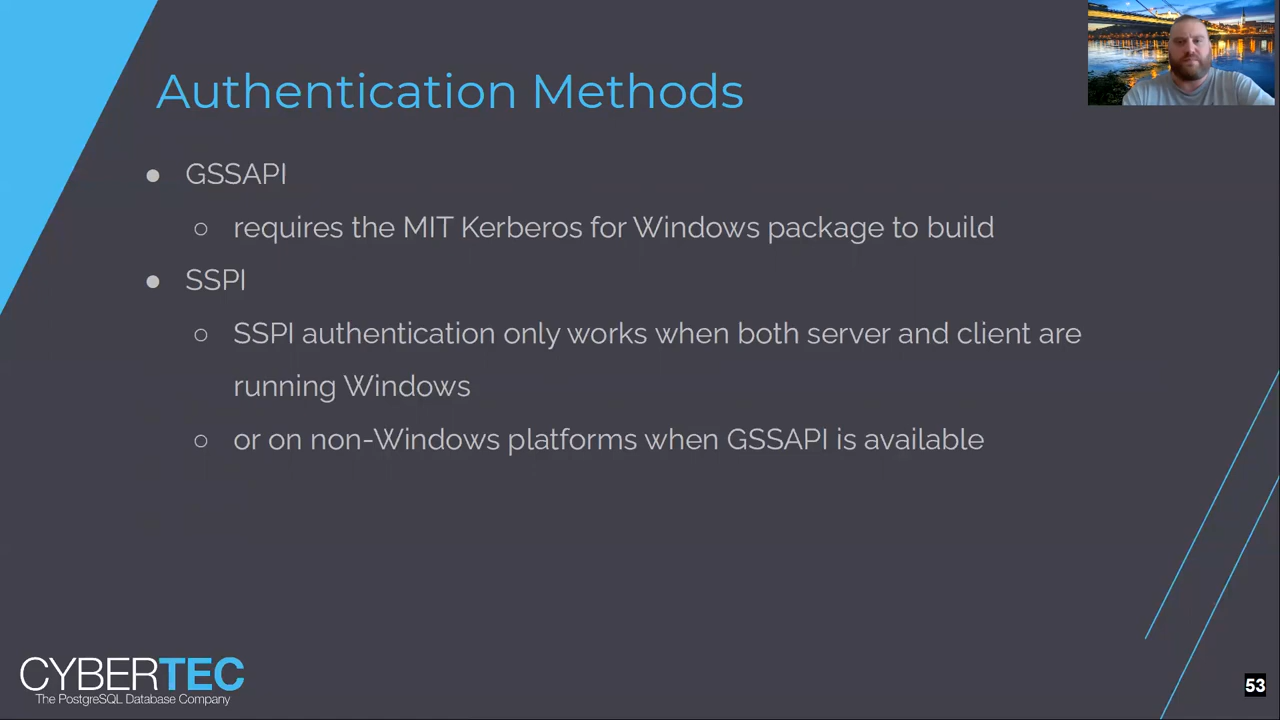 Authentication Methods
● GSSAPI
○ requires the MIT Kerberos for Windows package to build
● SSPI
○ SSPI authentication only works when both server and client are
running Windows
○ or on non-Windows platforms when GSSAPI is available
CYBERTEC
The PostgreSQL Database Company
53